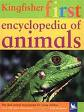 Kingfisher first
encyclopedia of
animals